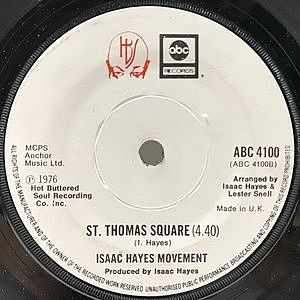 HBS
abc
RECORDS
MCPS
Anchor
Music Ltd.
ABC 4100
(ABC 4100B)
℗ 1976
Hot Buttered
Soul Recording
Co. Inc.
Arranged by
Isaac Hayes &
Lester Snell
Made in U.K.
ST. THOMAS SQUARE (4.40)
(I. Hayes)
ISAAC HAYES MOVEMENT
Produced by Isaac Hayes
ALL RIGHTS OF THE MANUFACTURER AND OF THE OWNER OF THE RECORDED WORK RESERVED UNAUTHORISED PUBLIC PERFORMANCE BROADCASTING AND COPYING OF THIS RECORD PROHIBITED